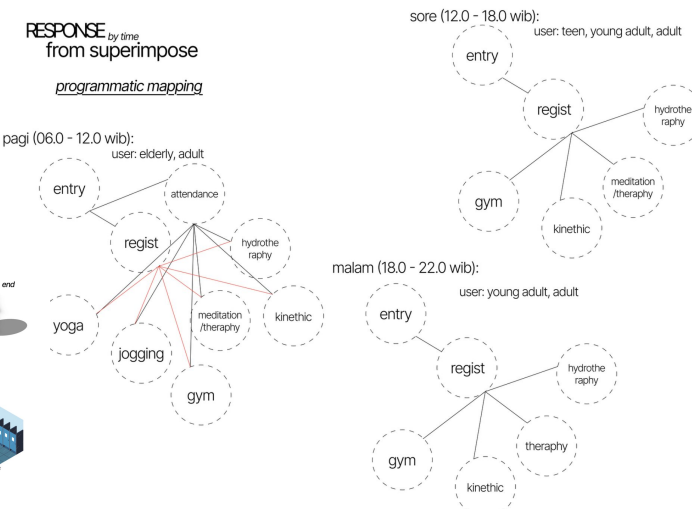 RESPONSE by time
from superimpose
programmatic mapping
pagi (06.0 - 12.0 wib):
user: elderly, adult
entry
attendance
regist
hydrothe
raphy
yoga
jogging
meditation
/theraphy
kinethic
gym
end
sore (12.0 - 18.0 wib):
user: teen, young adult, adult
entry
regist
hydrothe
raphy
gym
meditation
/theraphy
kinethic
malam (18.0 - 22.0 wib):
user: young adult, adult
entry
regist
hydrothe
raphy
gym
theraphy
kinethic